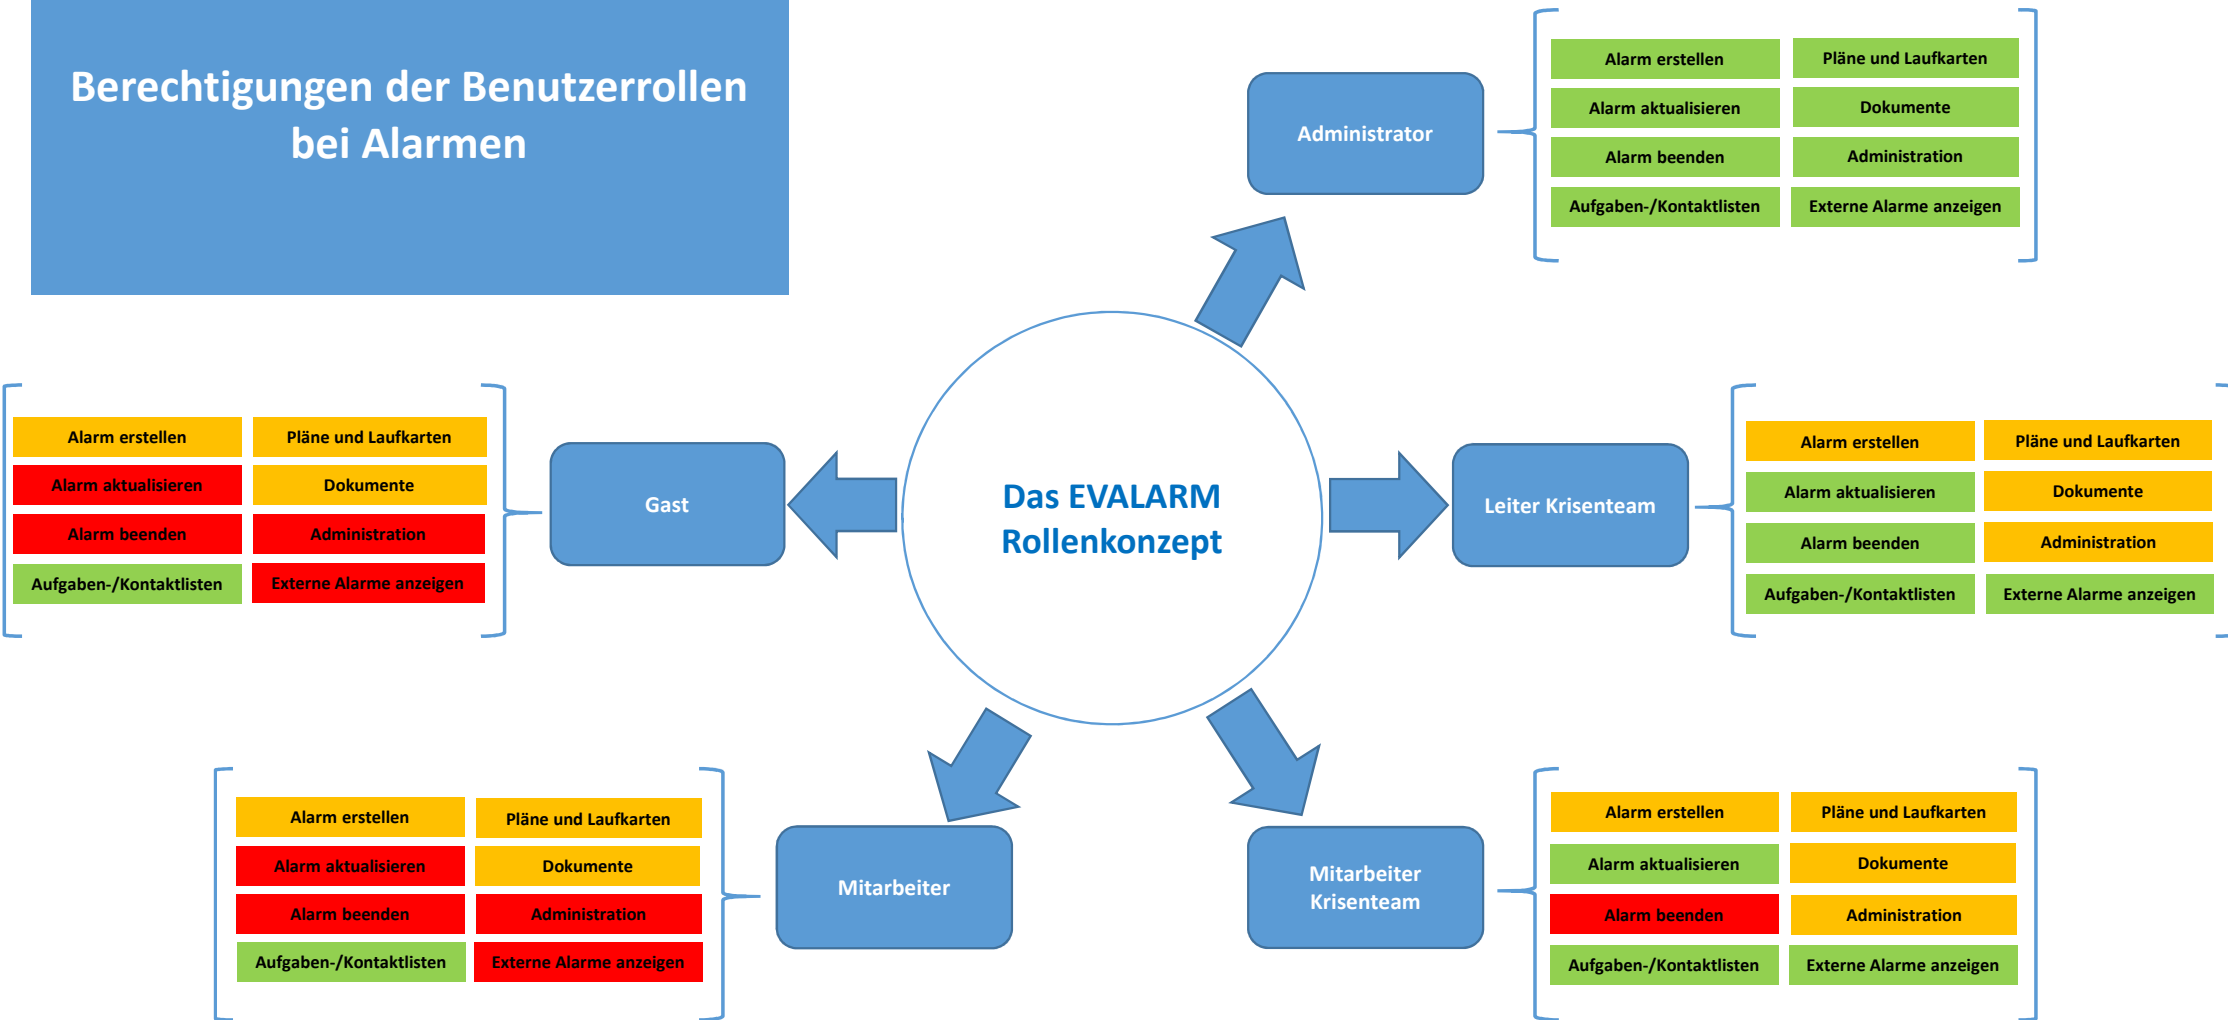 Berechtigungen der Benutzerrollen
bei Alarmen
Administrator
Alarm erstellen
Pläne und Laufkarten
Alarm aktualisieren
Dokumente
Alarm beenden
Administration
Aufgaben-/Kontaktlisten
Externe Alarme anzeigen
Alarm erstellen
Pläne und Laufkarten
Alarm aktualisieren
Dokumente
Alarm beenden
Administration
Aufgaben-/Kontaktlisten
Externe Alarme anzeigen
Gast
Das EVALARM
Rollenkonzept
Leiter Krisenteam
Alarm erstellen
Pläne und Laufkarten
Alarm aktualisieren
Dokumente
Alarm beenden
Administration
Aufgaben-/Kontaktlisten
Externe Alarme anzeigen
Alarm erstellen
Pläne und Laufkarten
Alarm aktualisieren
Dokumente
Alarm beenden
Administration
Aufgaben-/Kontaktlisten
Externe Alarme anzeigen
Mitarbeiter
Mitarbeiter
Krisenteam
Alarm erstellen
Pläne und Laufkarten
Alarm aktualisieren
Dokumente
Alarm beenden
Administration
Aufgaben-/Kontaktlisten
Externe Alarme anzeigen